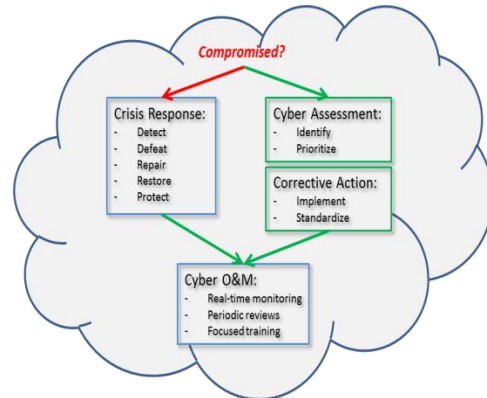 Compromised?
Crisis Response:
- Detect
- Defeat
- Repair
- Restore
- Protect
Cyber Assessment:
- Identify
- Prioritize
Corrective Action:
- Implement
- Standardize
Cyber O&M:
- Real-time monitoring
- Periodic reviews
- Focused training